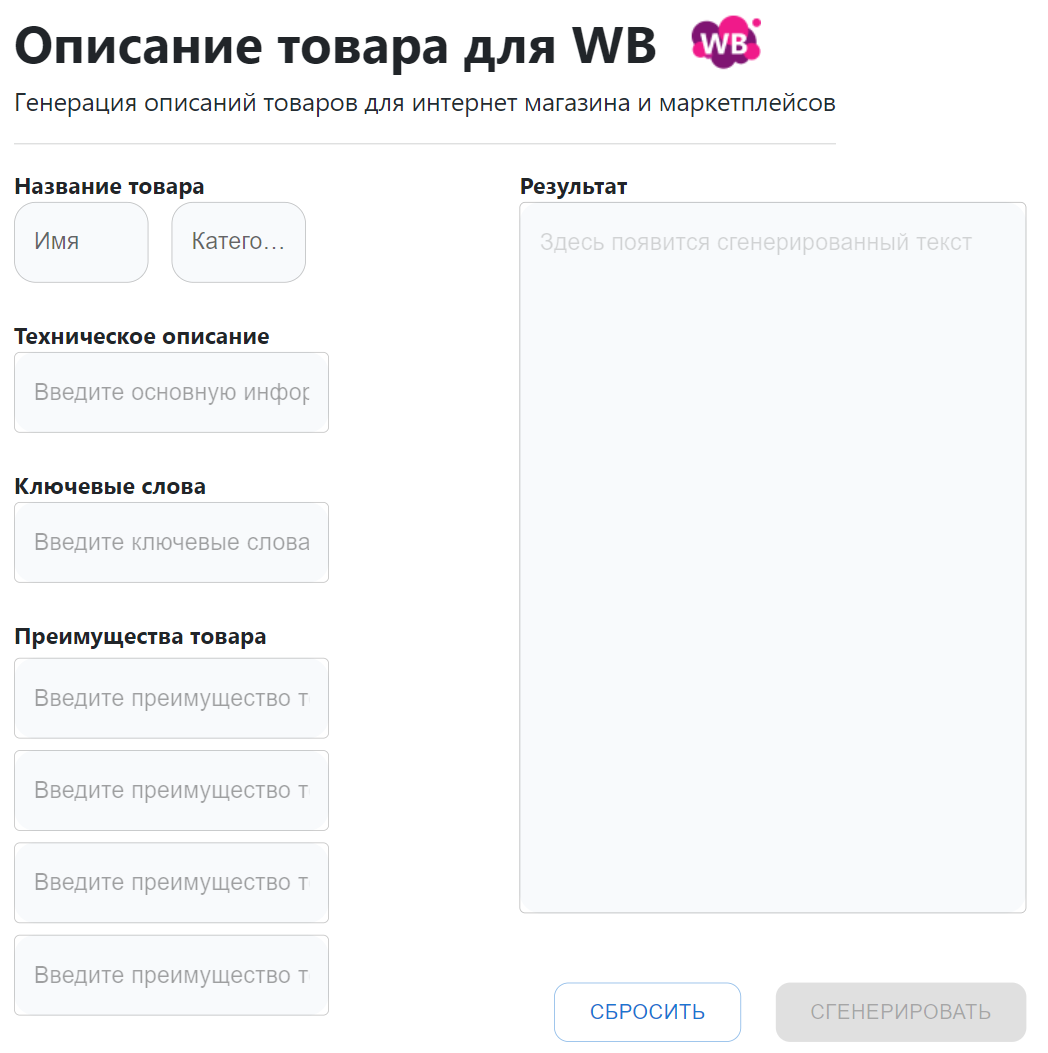 Описание товара для WB WB
Генерация описаний товаров для интернет магазина и маркетплейсов
Название товара
Имя Катего...
Техническое описание
Введите основную инфор
Ключевые слова
Введите ключевые слова
Преимущества товара
Введите преимущество т
Введите преимущество т
Введите преимущество т
Введите преимущество т
Результат
Здесь появится сгенерированный текст
СБРОСИТЬ СГЕНЕРИРОВАТЬ